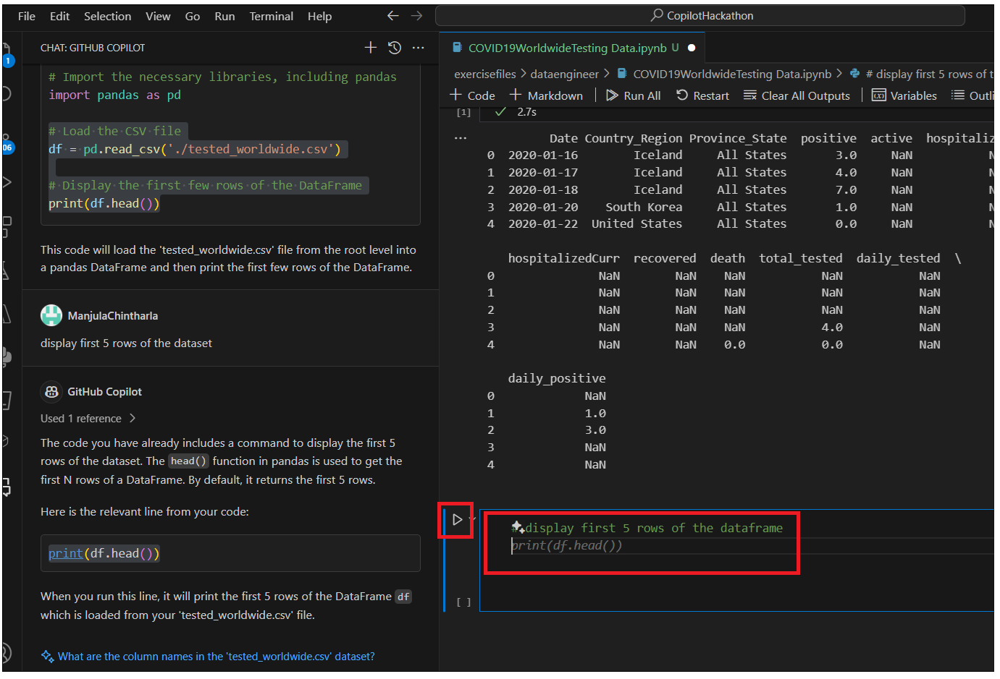 File Edit Selection View Go Run Terminal Help
CopilotHackathon
1
06
CHAT: GITHUB COPILOT
# Import the necessary libraries, including pandas
import pandas as pd
# Load the CSV file
df = pd.read_csv('./tested_worldwide.csv')
# Display the first few rows of the DataFrame
print(df.head())
This code will load the 'tested_worldwide.csv' file from the root level into
a pandas DataFrame and then print the first few rows of the DataFrame.
ManjulaChintharla
display first 5 rows of the dataset
GitHub Copilot
Used 1 reference
The code you have already includes a command to display the first 5
rows of the dataset. The head() function in pandas is used to get the
first N rows of a DataFrame. By default, it returns the first 5 rows.
Here is the relevant line from your code:
print(df.head())
When you run this line, it will print the first 5 rows of the DataFrame df
which is loaded from your 'tested_worldwide.csv' file.
What are the column names in the 'tested_worldwide.csv' dataset?
COVID19WorldwideTesting Data.ipynb U
exercisefiles > dataengineer > COVID19WorldwideTesting Data.ipynb > # display first 5 rows of t
+ Code + Markdown | Run All Restart Clear All Outputs | Variables Outli
[1] 2.7s
... Date Country_Region Province_State positive active hospitaliz
0 2020-01-16 Iceland All States 3.0 NaN N
1 2020-01-17 Iceland All States 4.0 NaN N
2 2020-01-18 Iceland All States 7.0 NaN N
3 2020-01-20 South Korea All States 1.0 NaN N
4 2020-01-22 United States All States 0.0 NaN N
hospitalizedCurr recovered death total_tested daily_tested \
0 NaN NaN NaN NaN NaN
1 NaN NaN NaN NaN NaN
2 NaN NaN NaN NaN NaN
3 NaN NaN NaN 4.0 NaN
4 NaN NaN 0.0 0.0 NaN
daily_positive
0 NaN
1 1.0
2 3.0
3 NaN
4 NaN
# display first 5 rows of the dataframe
print(df.head())
[ ]